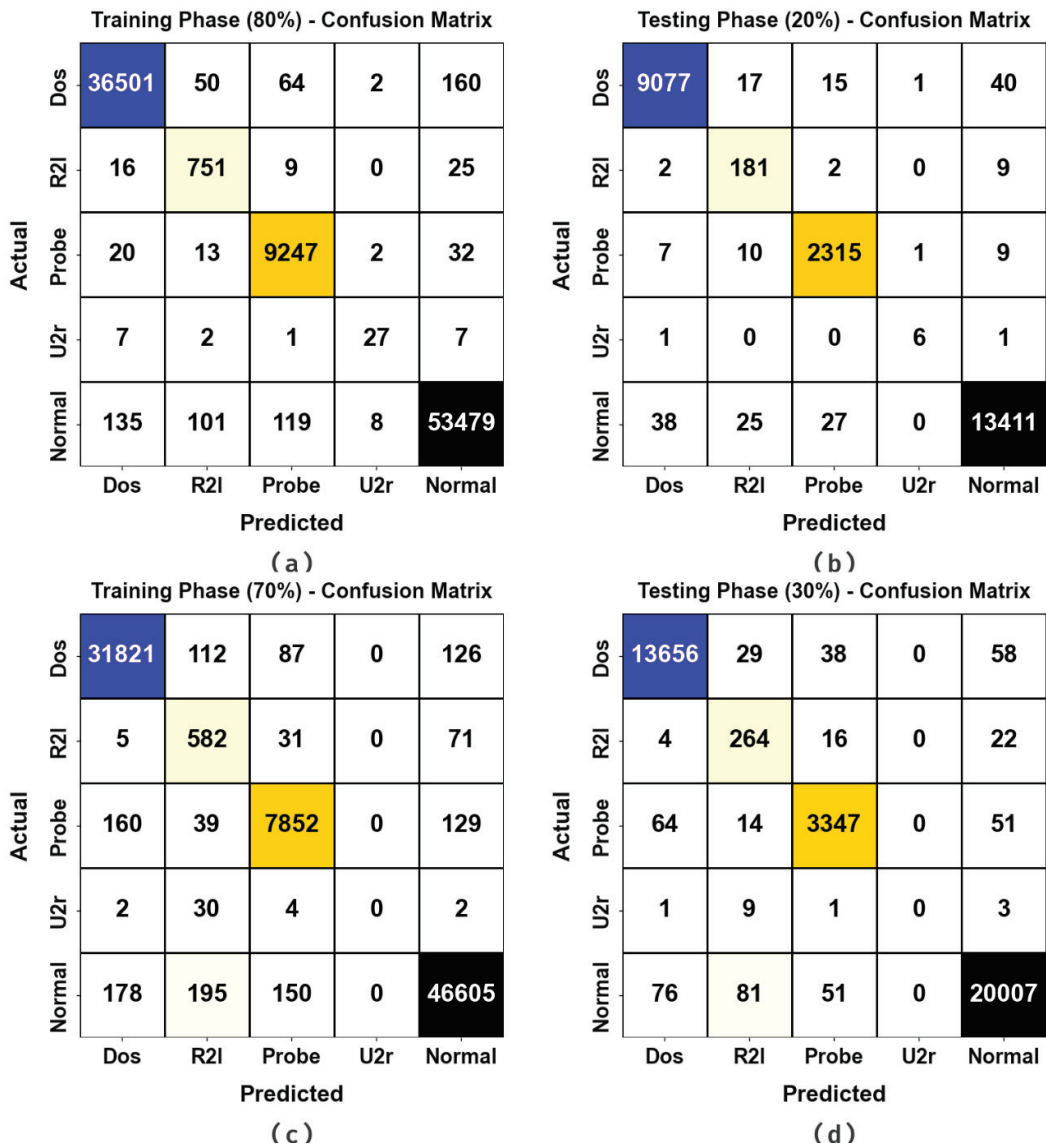 Training Phase (80%) - Confusion Matrix
Dos 36501 50 64 2 160
R2l 16 751 9 0 25
Probe 20 13 9247 2 32
U2r 7 2 1 27 7
Normal 135 101 119 8 53479
Dos R2l Probe U2r Normal
Actual
Predicted
(a)
Testing Phase (20%) - Confusion Matrix
Dos 9077 17 15 1 40
R2l 2 181 2 0 9
Probe 7 10 2315 1 9
U2r 1 0 0 6 1
Normal 38 25 27 0 13411
Dos R2l Probe U2r Normal
Actual
Predicted
(b)
Training Phase (70%) - Confusion Matrix
Dos 31821 112 87 0 126
R2l 5 582 31 0 71
Probe 160 39 7852 0 129
U2r 2 30 4 0 2
Normal 178 195 150 0 46605
Dos R2l Probe U2r Normal
Actual
Predicted
(c)
Testing Phase (30%) - Confusion Matrix
Dos 13656 29 38 0 58
R2l 4 264 16 0 22
Probe 64 14 3347 0 51
U2r 1 9 1 0 3
Normal 76 81 51 0 20007
Dos R2l Probe U2r Normal
Actual
Predicted
(d)